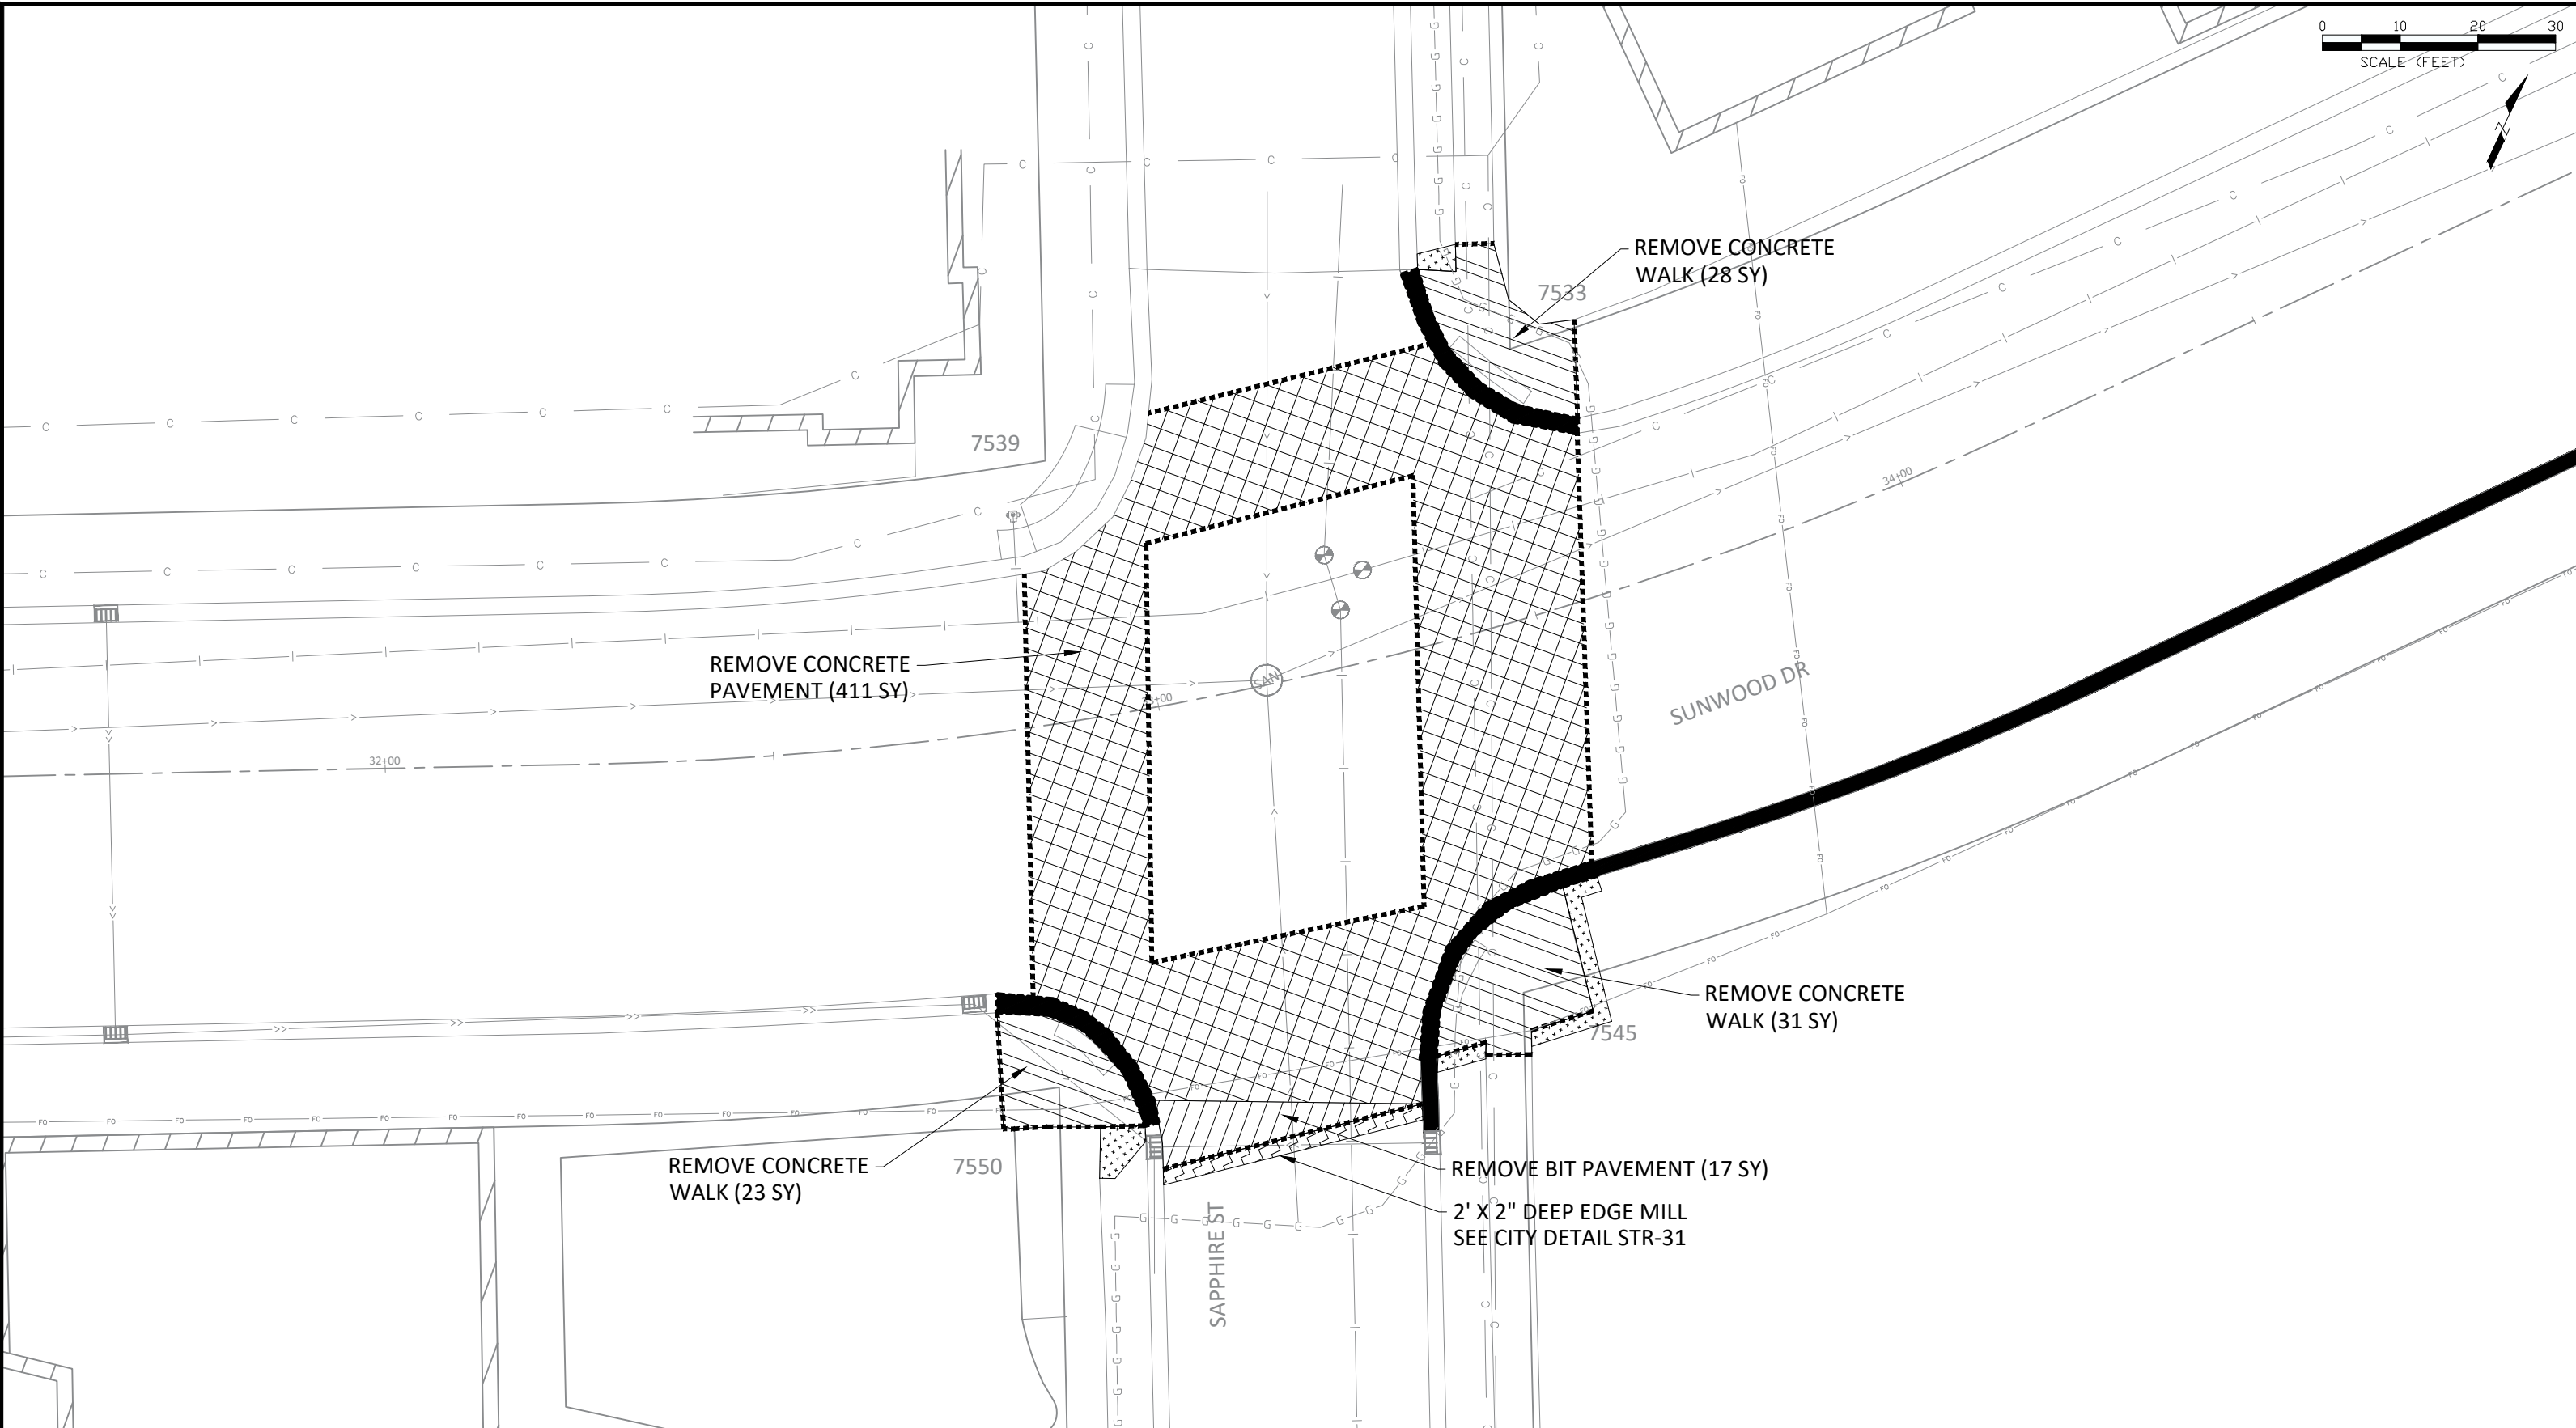 0 10 20 30
SCALE (FEET)
N
REMOVE CONCRETE
WALK (28 SY)
7533
7539
34+00
REMOVE CONCRETE
PAVEMENT (411 SY)
SAN
SUNWOOD DR
32+00
REMOVE CONCRETE
WALK (31 SY)
7545
REMOVE CONCRETE
WALK (23 SY)
7550
REMOVE BIT PAVEMENT (17 SY)
2' X 2" DEEP EDGE MILL
SEE CITY DETAIL STR-31
SAPPHIRE ST